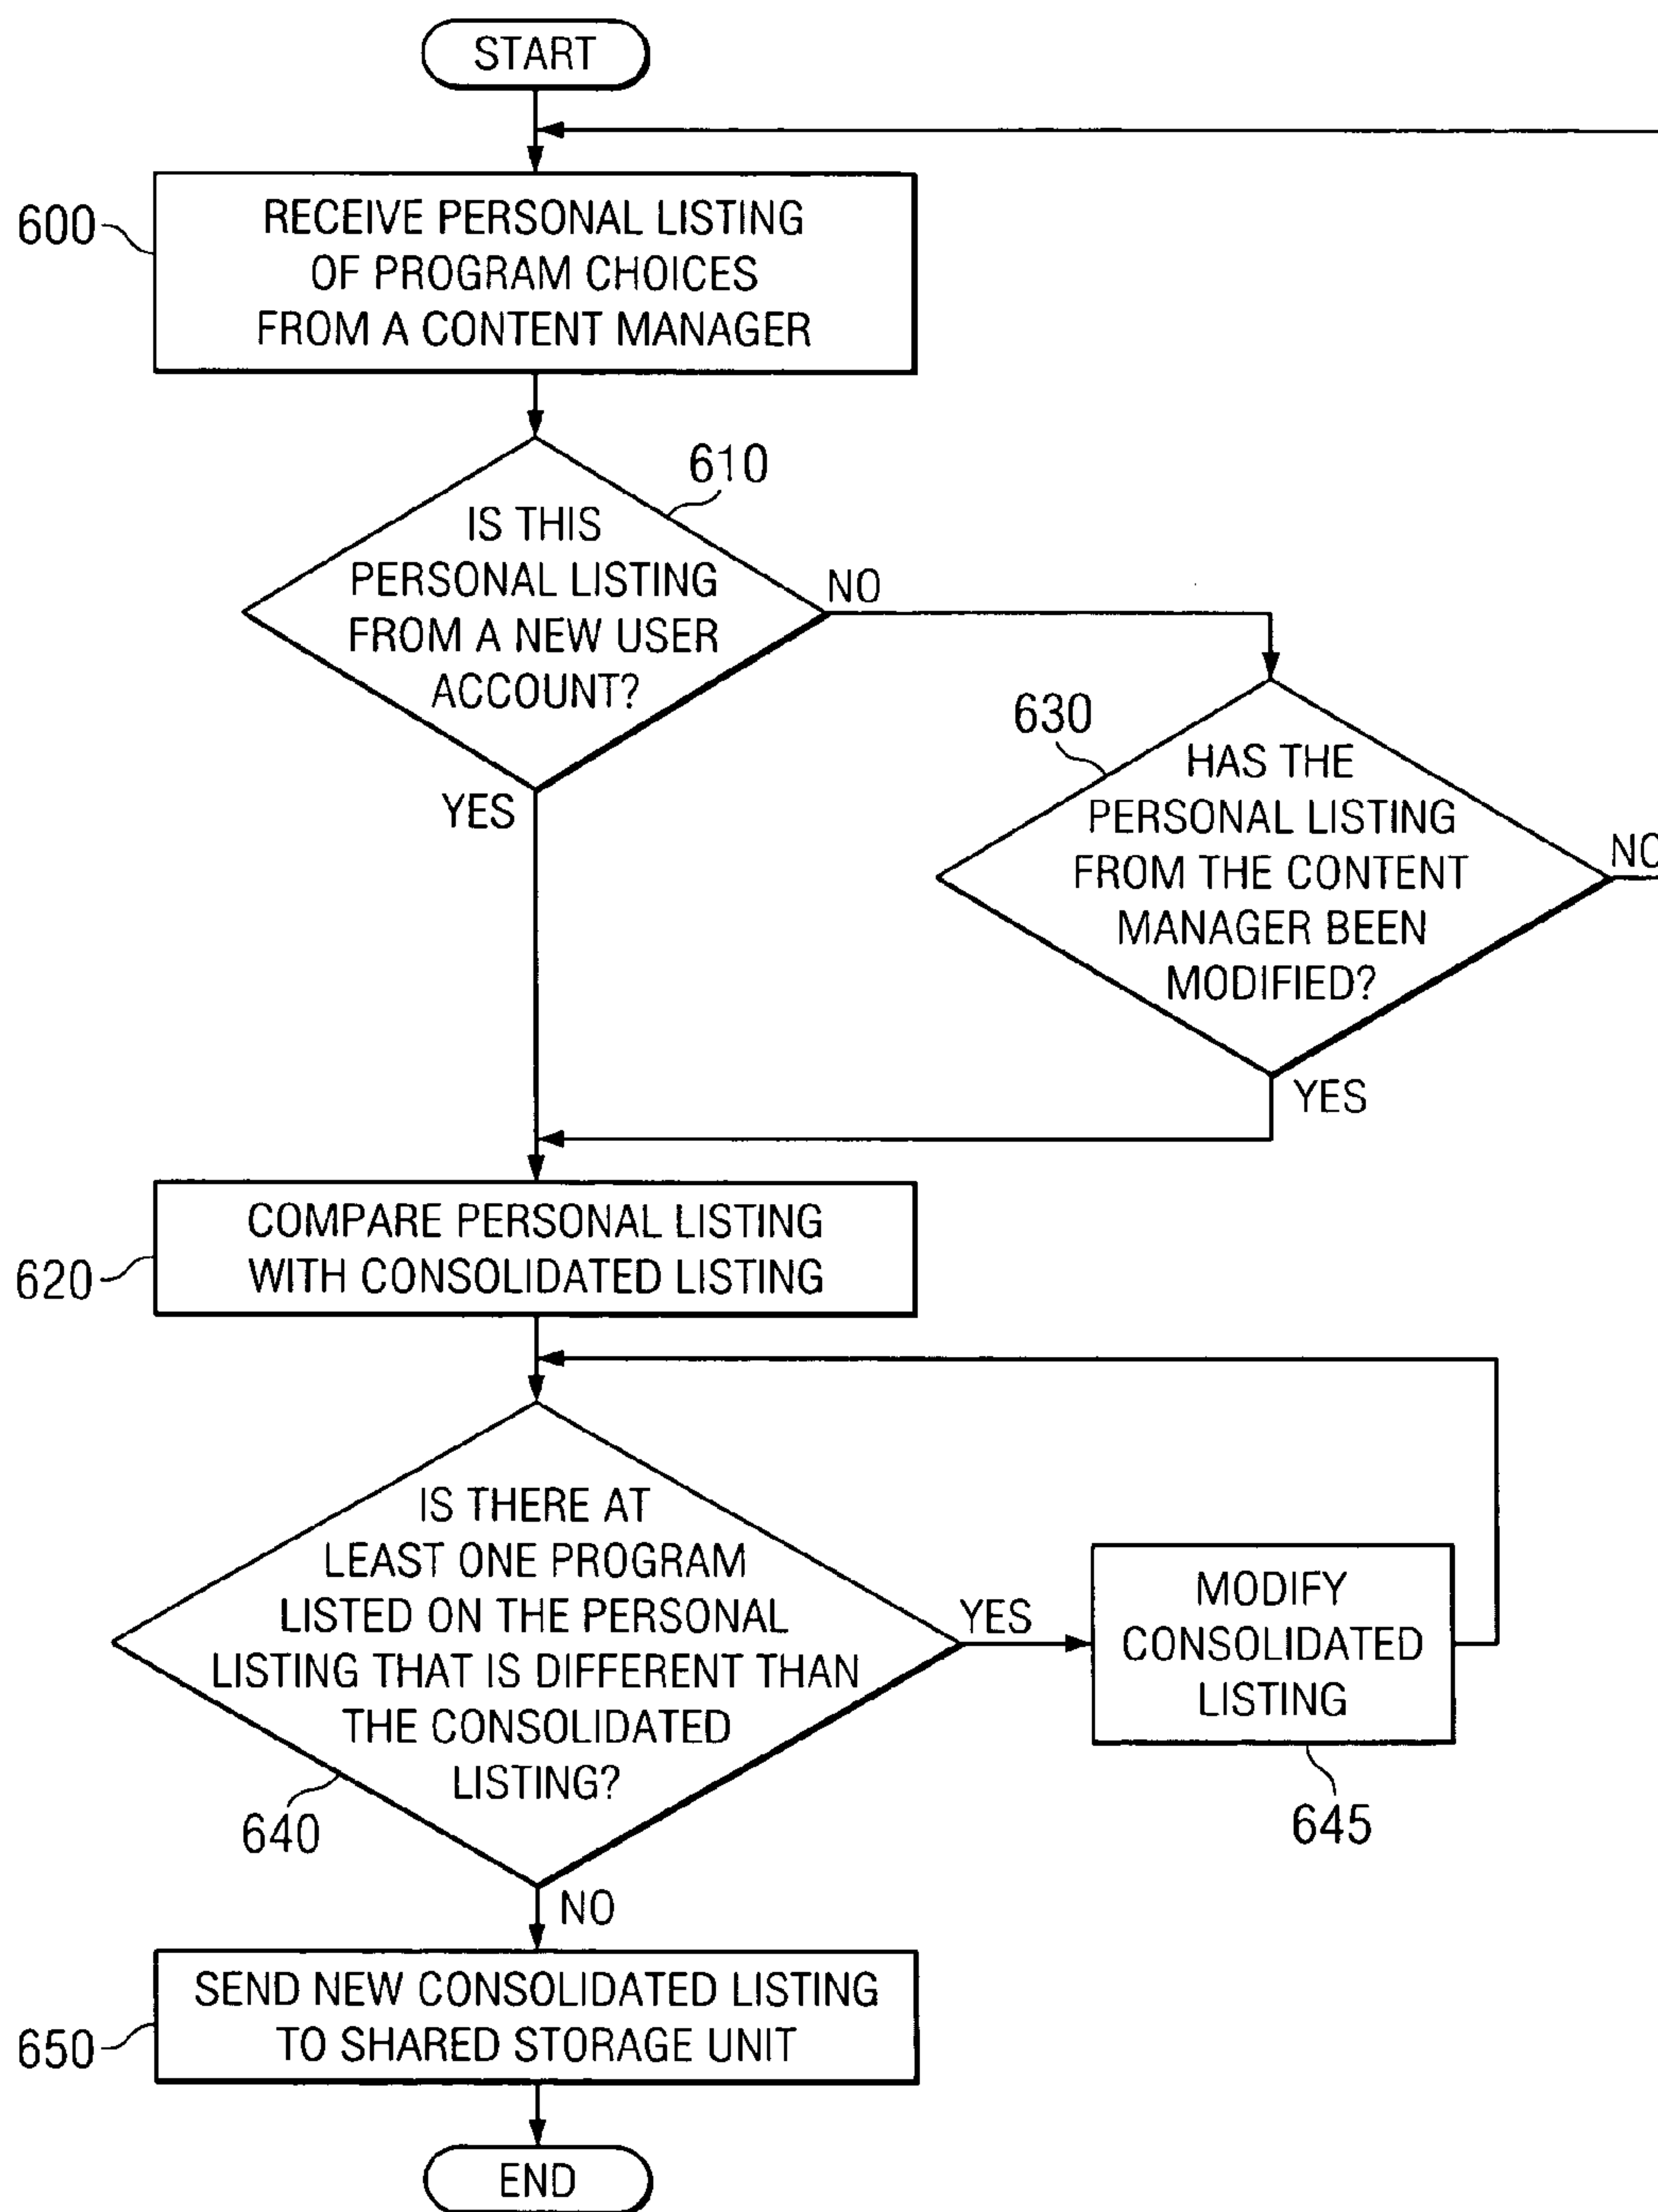 START
600
RECEIVE PERSONAL LISTING
OF PROGRAM CHOICES
FROM A CONTENT MANAGER
610
IS THIS
PERSONAL LISTING
FROM A NEW USER
ACCOUNT?
NO
YES
630
HAS THE
PERSONAL LISTING
FROM THE CONTENT
MANAGER BEEN
MODIFIED?
NO
YES
620
COMPARE PERSONAL LISTING
WITH CONSOLIDATED LISTING
IS THERE AT
LEAST ONE PROGRAM
LISTED ON THE PERSONAL
LISTING THAT IS DIFFERENT THAN
THE CONSOLIDATED
LISTING?
640
YES
MODIFY
CONSOLIDATED
LISTING
645
NO
650
SEND NEW CONSOLIDATED LISTING
TO SHARED STORAGE UNIT
END